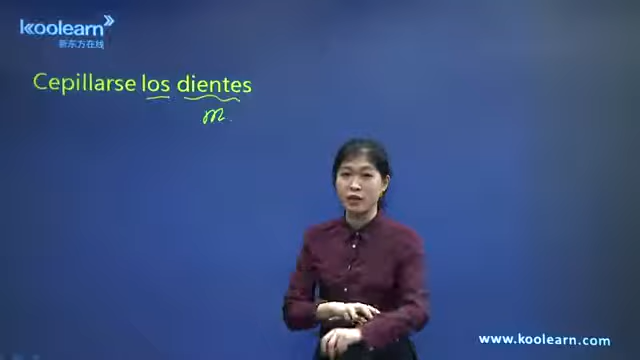 koolearn
新东方在线
Cepillarse los dientes
m.
www.koolearn.com